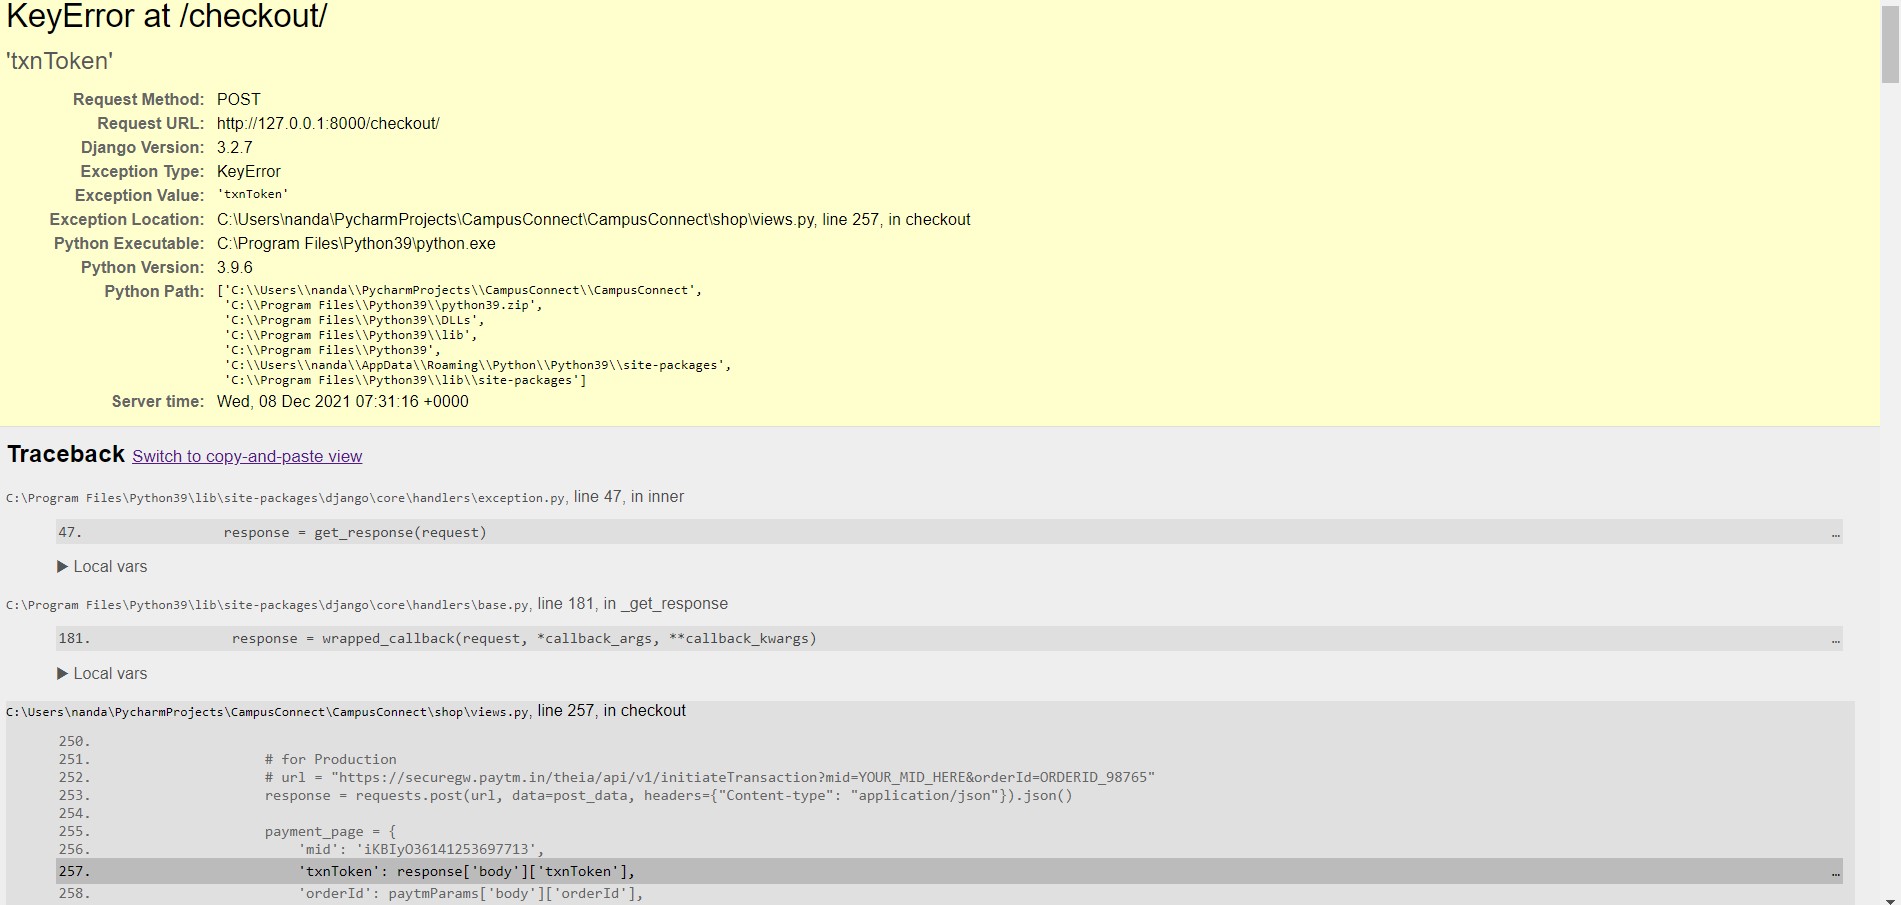 KeyError at /checkout/
'txnToken'
Request Method: POST
Request URL: http://127.0.0.1:8000/checkout/
Django Version: 3.2.7
Exception Type: KeyError
Exception Value: 'txnToken'
Exception Location: C:\Users\nanda\PycharmProjects\CampusConnect\CampusConnect\shop\views.py, line 257, in checkout
Python Executable: C:\Program Files\Python39\python.exe
Python Version: 3.9.6
Python Path: ['C:\\Users\\nanda\\PycharmProjects\\CampusConnect\\CampusConnect',
'C:\\Program Files\\Python39\\python39.zip',
'C:\\Program Files\\Python39\\DLLs',
'C:\\Program Files\\Python39\\lib',
'C:\\Program Files\\Python39',
'C:\\Users\\nanda\\AppData\\Roaming\\Python\\Python39\\site-packages',
'C:\\Program Files\\Python39\\lib\\site-packages']
Server time: Wed, 08 Dec 2021 07:31:16 +0000
Traceback Switch to copy-and-paste view
C:\Program Files\Python39\lib\site-packages\django\core\handlers\exception.py, line 47, in inner
47. response = get_response(request) …
▶ Local vars
C:\Program Files\Python39\lib\site-packages\django\core\handlers\base.py, line 181, in _get_response
181. response = wrapped_callback(request, *callback_args, **callback_kwargs) …
▶ Local vars
C:\Users\nanda\PycharmProjects\CampusConnect\CampusConnect\shop\views.py, line 257, in checkout
250.
251. # for Production
252. # url = "https://securegw.paytm.in/theia/api/v1/initiateTransaction?mid=YOUR_MID_HERE&orderId=ORDERID_98765"
253. response = requests.post(url, data=post_data, headers={"Content-type": "application/json"}).json()
254.
255. payment_page = {
256. 'mid': 'iKBIyO36141253697713',
257. 'txnToken': response['body']['txnToken'], …
258. 'orderId': paytmParams['body']['orderId'],